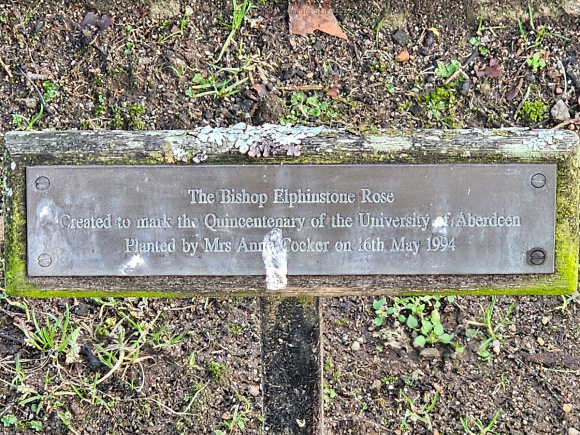 The Bishop Elphinstone Rose
Created to mark the Quincentenary of the University of Aberdeen
Planted by Mrs Anne Cocker on 16th May 1994